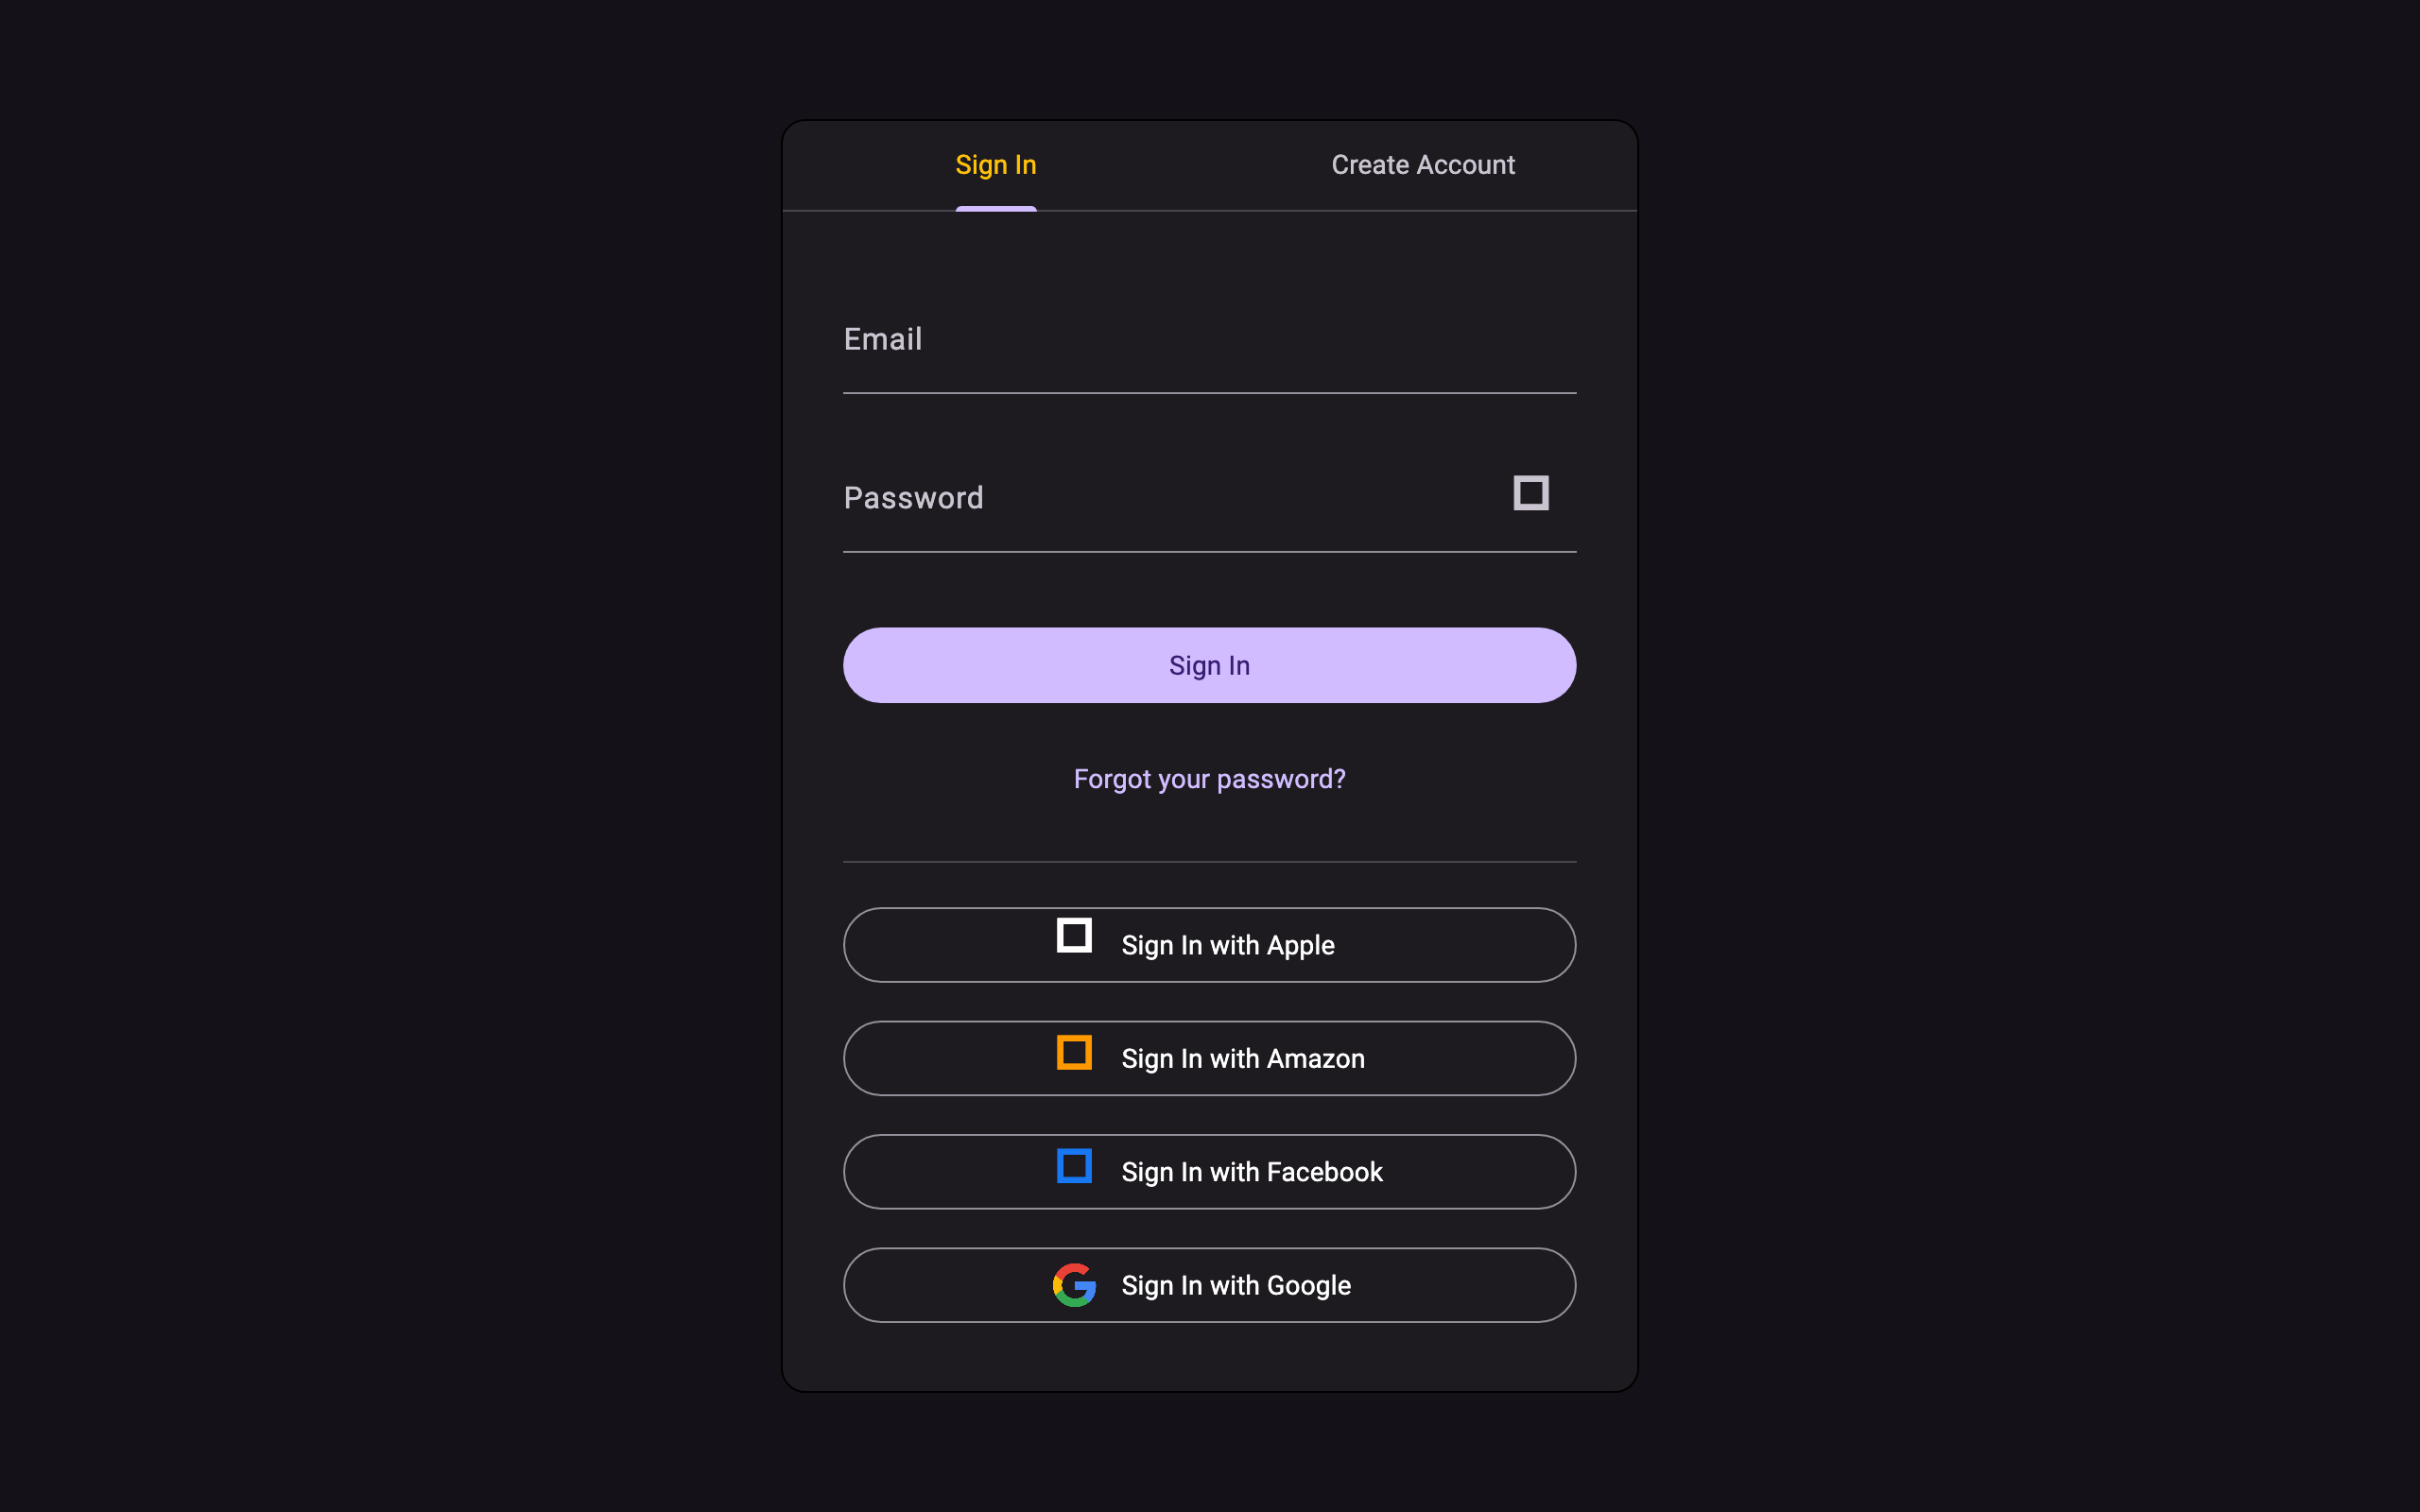 Sign In
Create Account
Email
Password
Sign In
Forgot your password?
Sign In with Apple
Sign In with Amazon
Sign In with Facebook
Sign In with Google